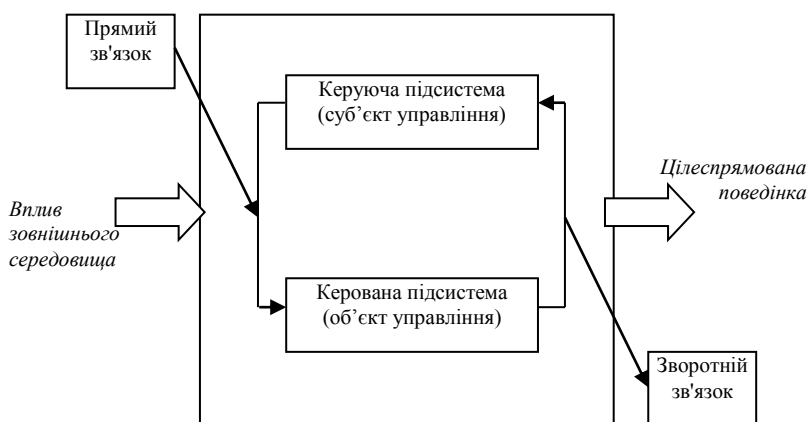 Прямий
зв'язок
Керуюча підсистема
(суб’єкт управління)
Вплив
зовнішнього
середовища
Цілеспрямована
поведінка
Керована підсистема
(об’єкт управління)
Зворотній
зв'язок